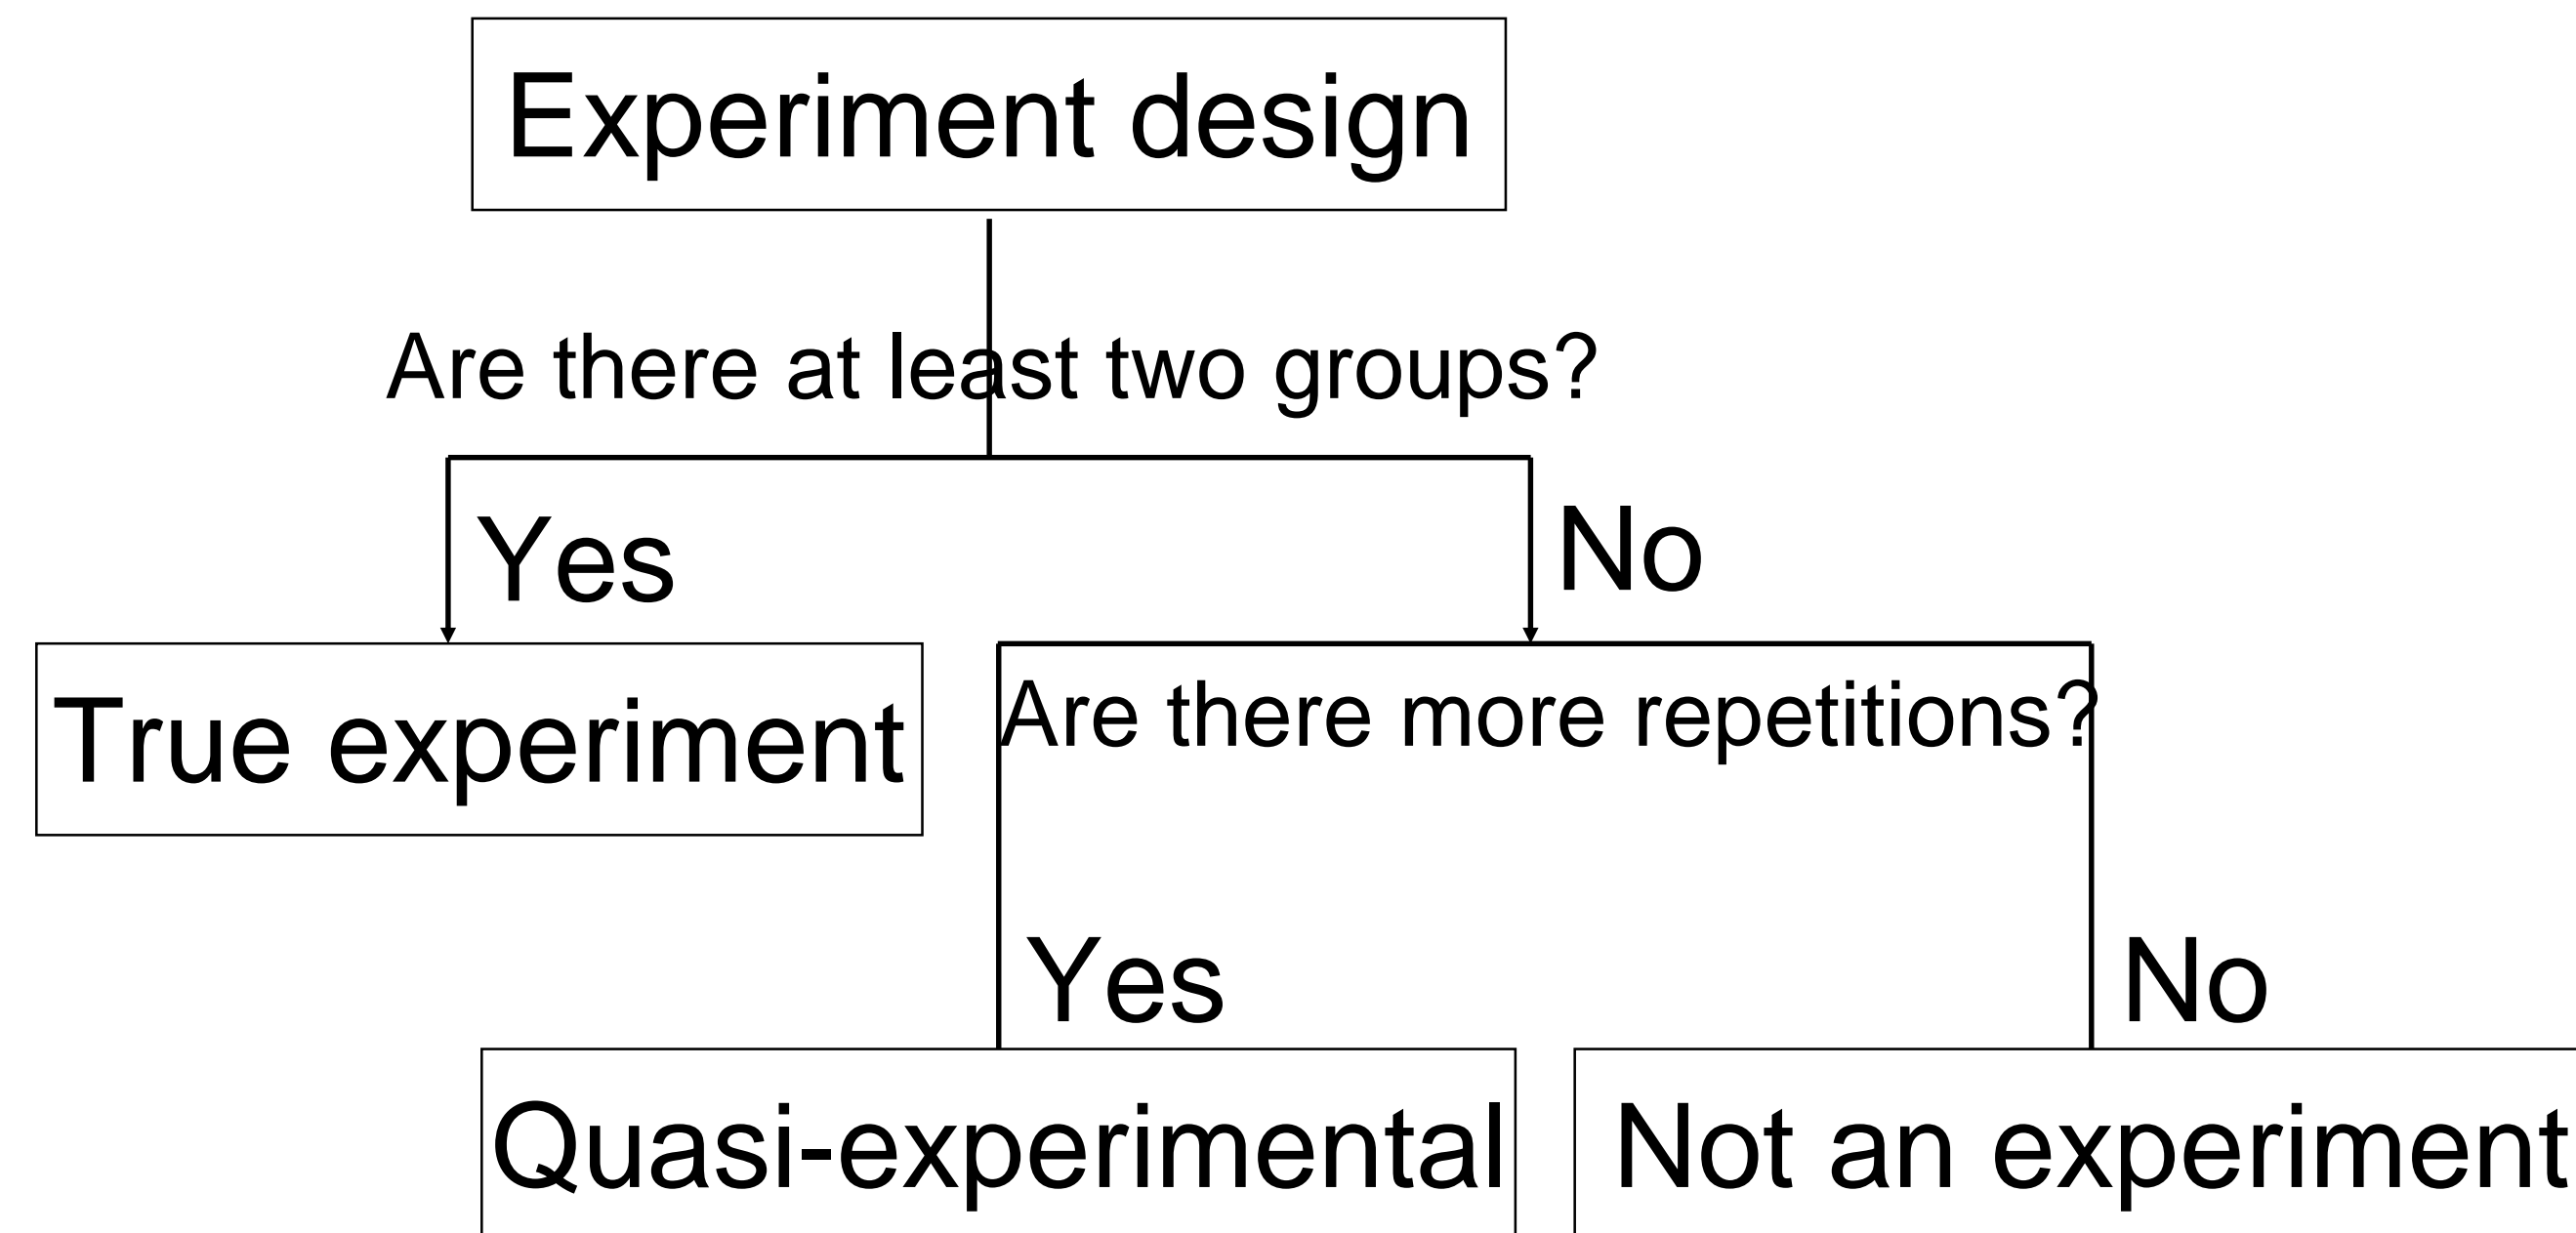 Experiment design
Are there at least two groups?
Yes
No
True experiment
Are there more repetitions?
Yes
No
Quasi-experimental
Not an experiment